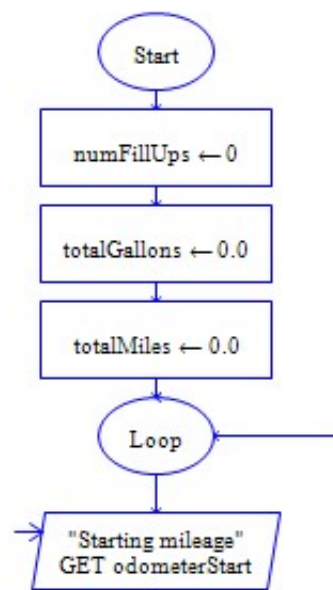 Start
numFillUps ← 0
totalGallons ← 0.0
totalMiles ← 0.0
Loop
"Starting mileage"
GET odometerStart